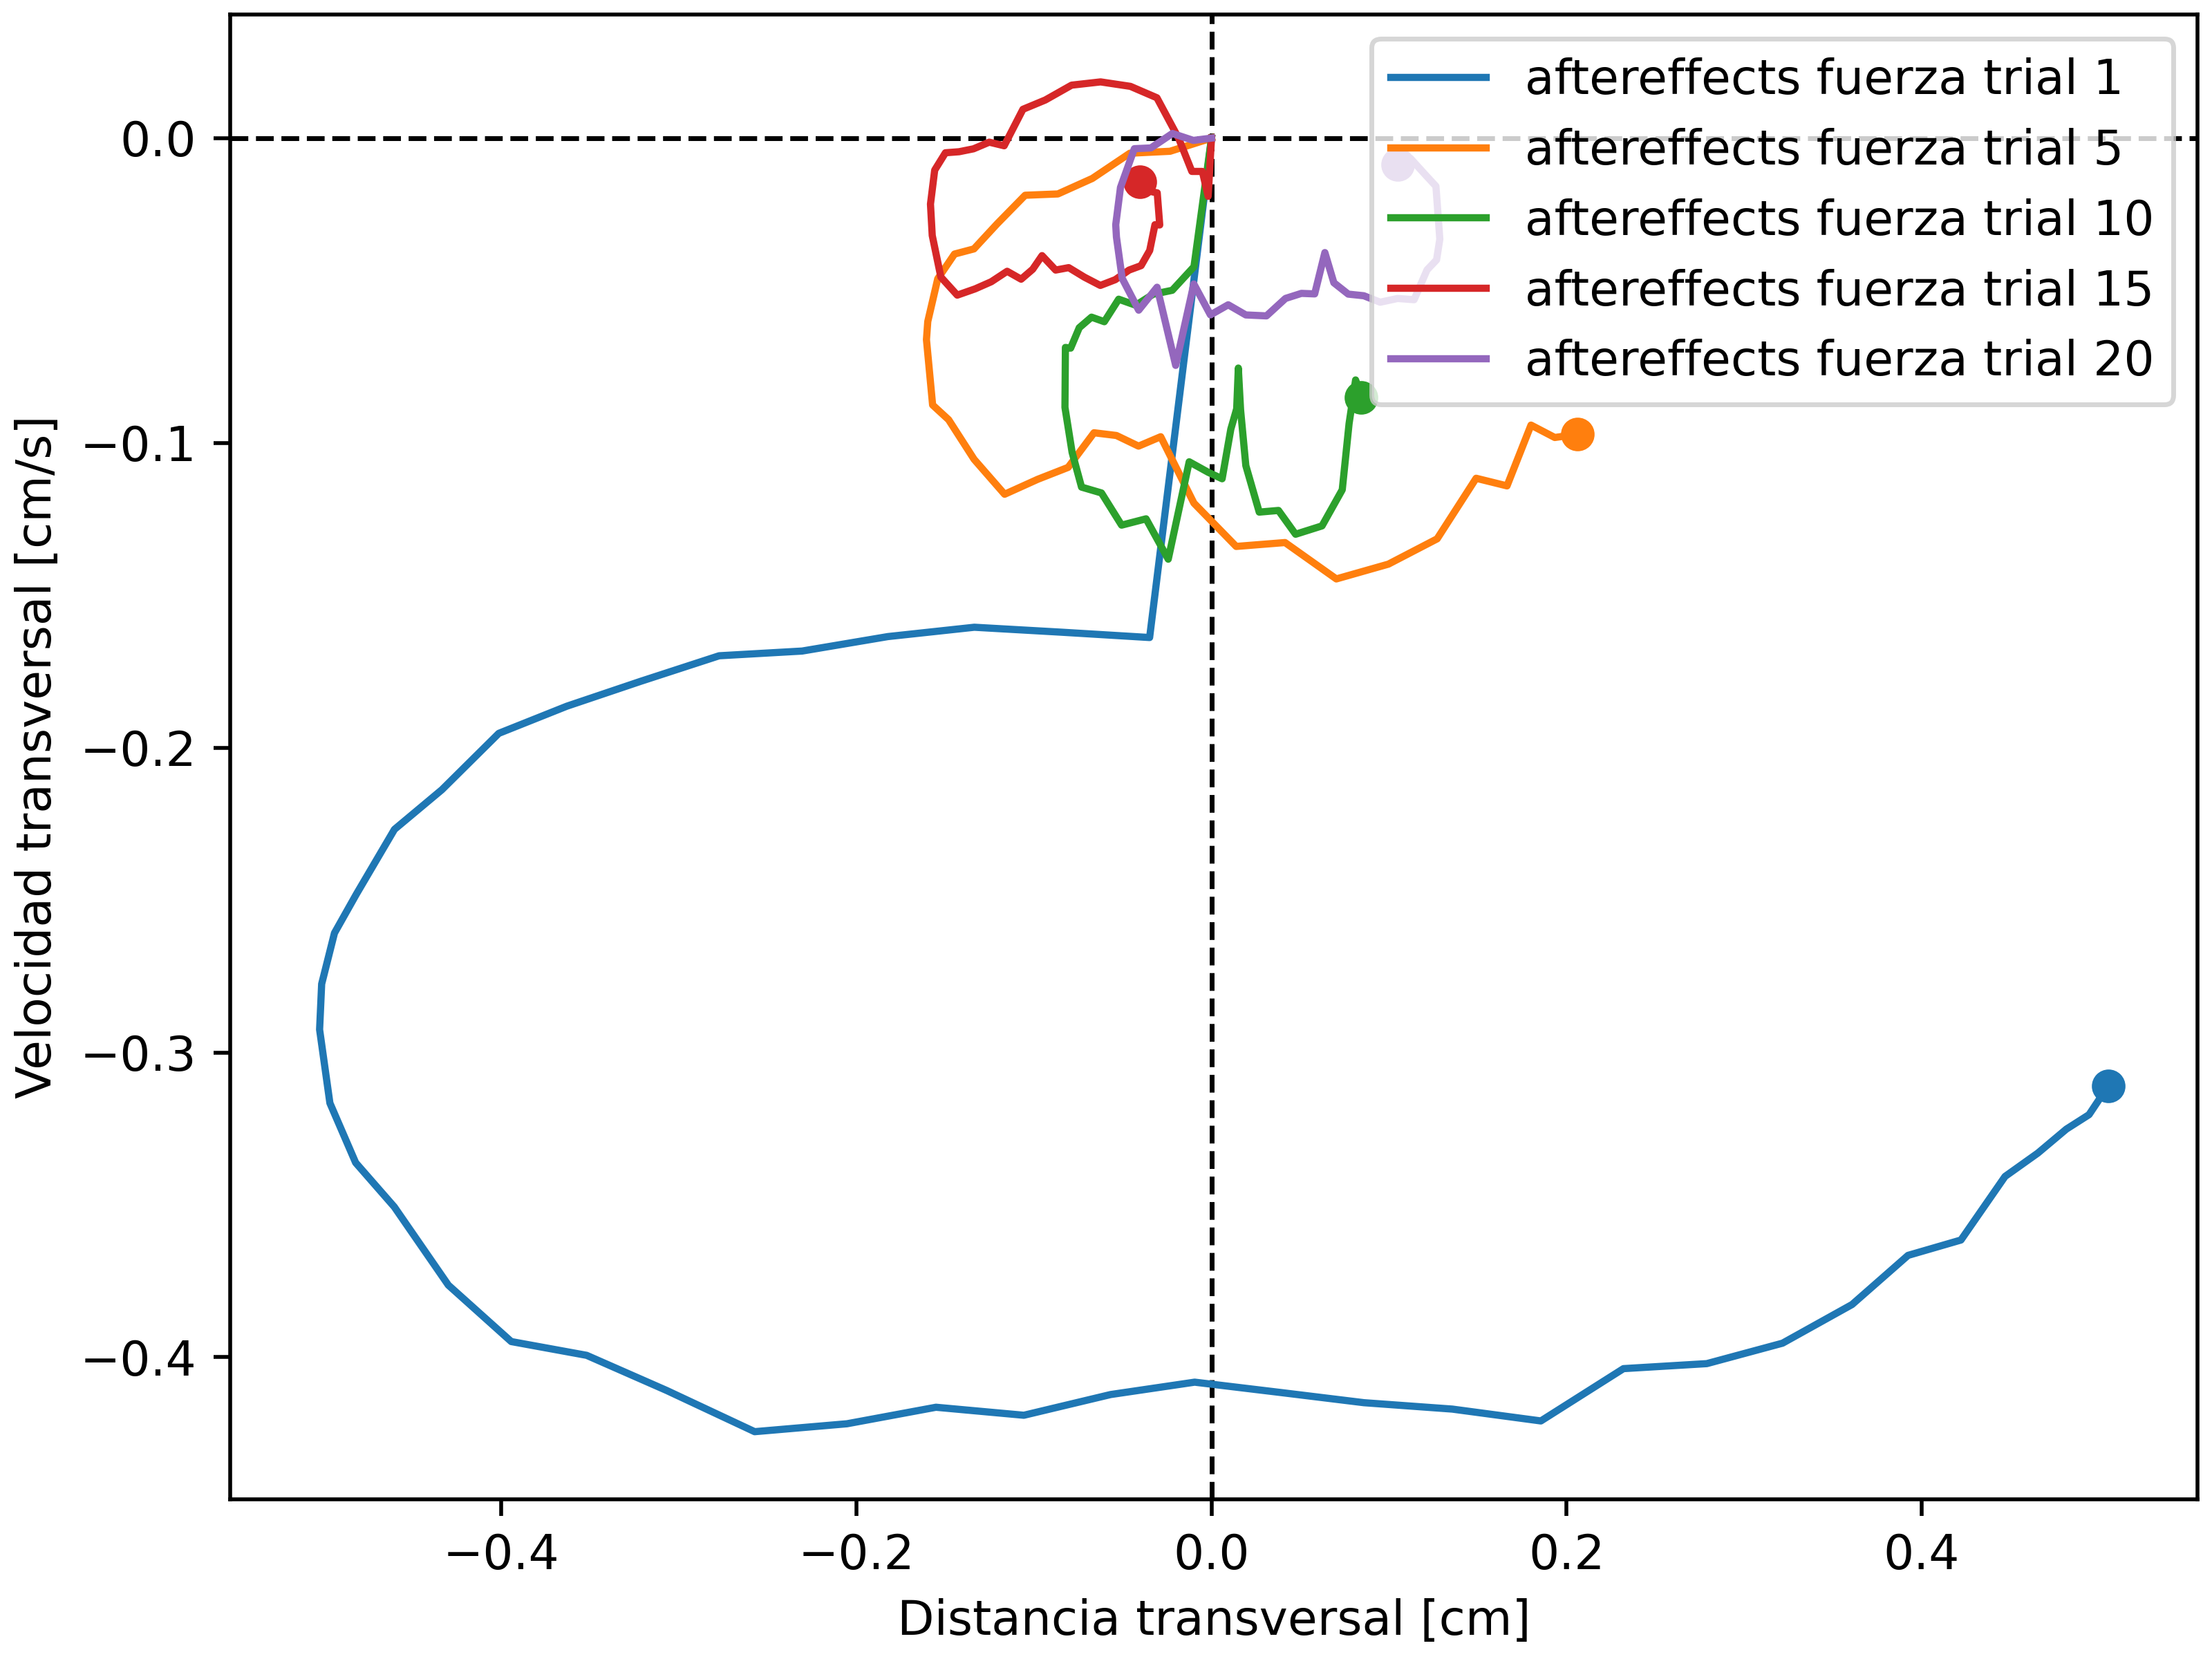 aftereffects fuerza trial 1
aftereffects fuerza trial 5
aftereffects fuerza trial 10
aftereffects fuerza trial 15
aftereffects fuerza trial 20
Velocidad transversal [cm/s]
0.0
−0.1
−0.2
−0.3
−0.4
−0.4 −0.2 0.0 0.2 0.4
Distancia transversal [cm]